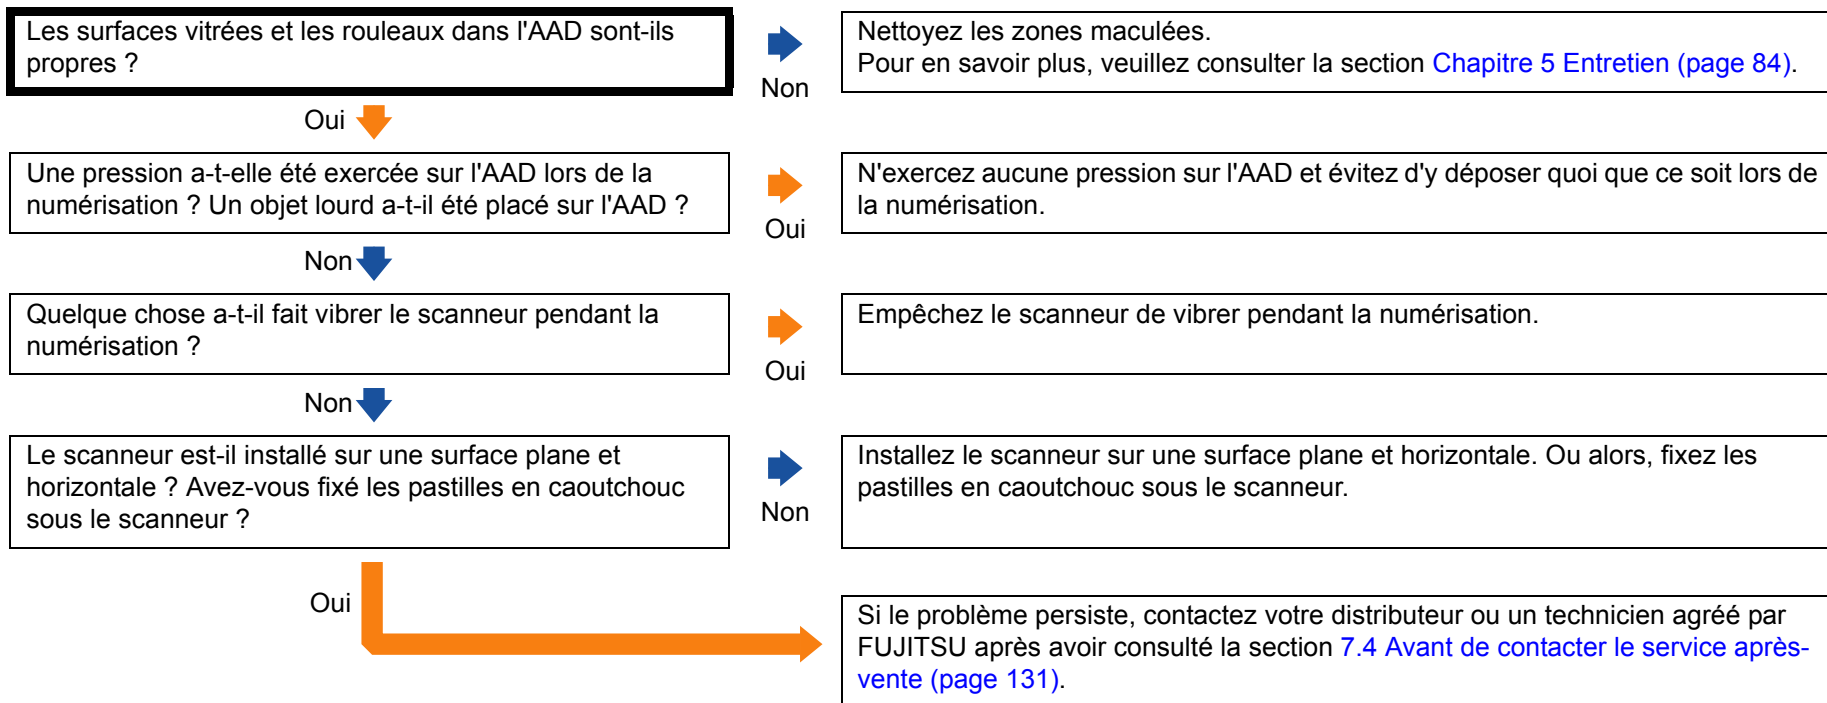 Les surfaces vitrées et les rouleaux dans l'AAD sont-ils
propres ?
Non
Nettoyez les zones maculées.
Pour en savoir plus, veuillez consulter la section Chapitre 5 Entretien (page 84).
Oui
Une pression a-t-elle été exercée sur l'AAD lors de la
numérisation ? Un objet lourd a-t-il été placé sur l'AAD ?
Oui
N'exercez aucune pression sur l'AAD et évitez d'y déposer quoi que ce soit lors de
la numérisation.
Non
Quelque chose a-t-il fait vibrer le scanneur pendant la
numérisation ?
Oui
Empêchez le scanneur de vibrer pendant la numérisation.
Non
Le scanneur est-il installé sur une surface plane et
horizontale ? Avez-vous fixé les pastilles en caoutchouc
sous le scanneur ?
Non
Installez le scanneur sur une surface plane et horizontale. Ou alors, fixez les
pastilles en caoutchouc sous le scanneur.
Oui
Si le problème persiste, contactez votre distributeur ou un technicien agréé par
FUJITSU après avoir consulté la section 7.4 Avant de contacter le service après-
vente (page 131).